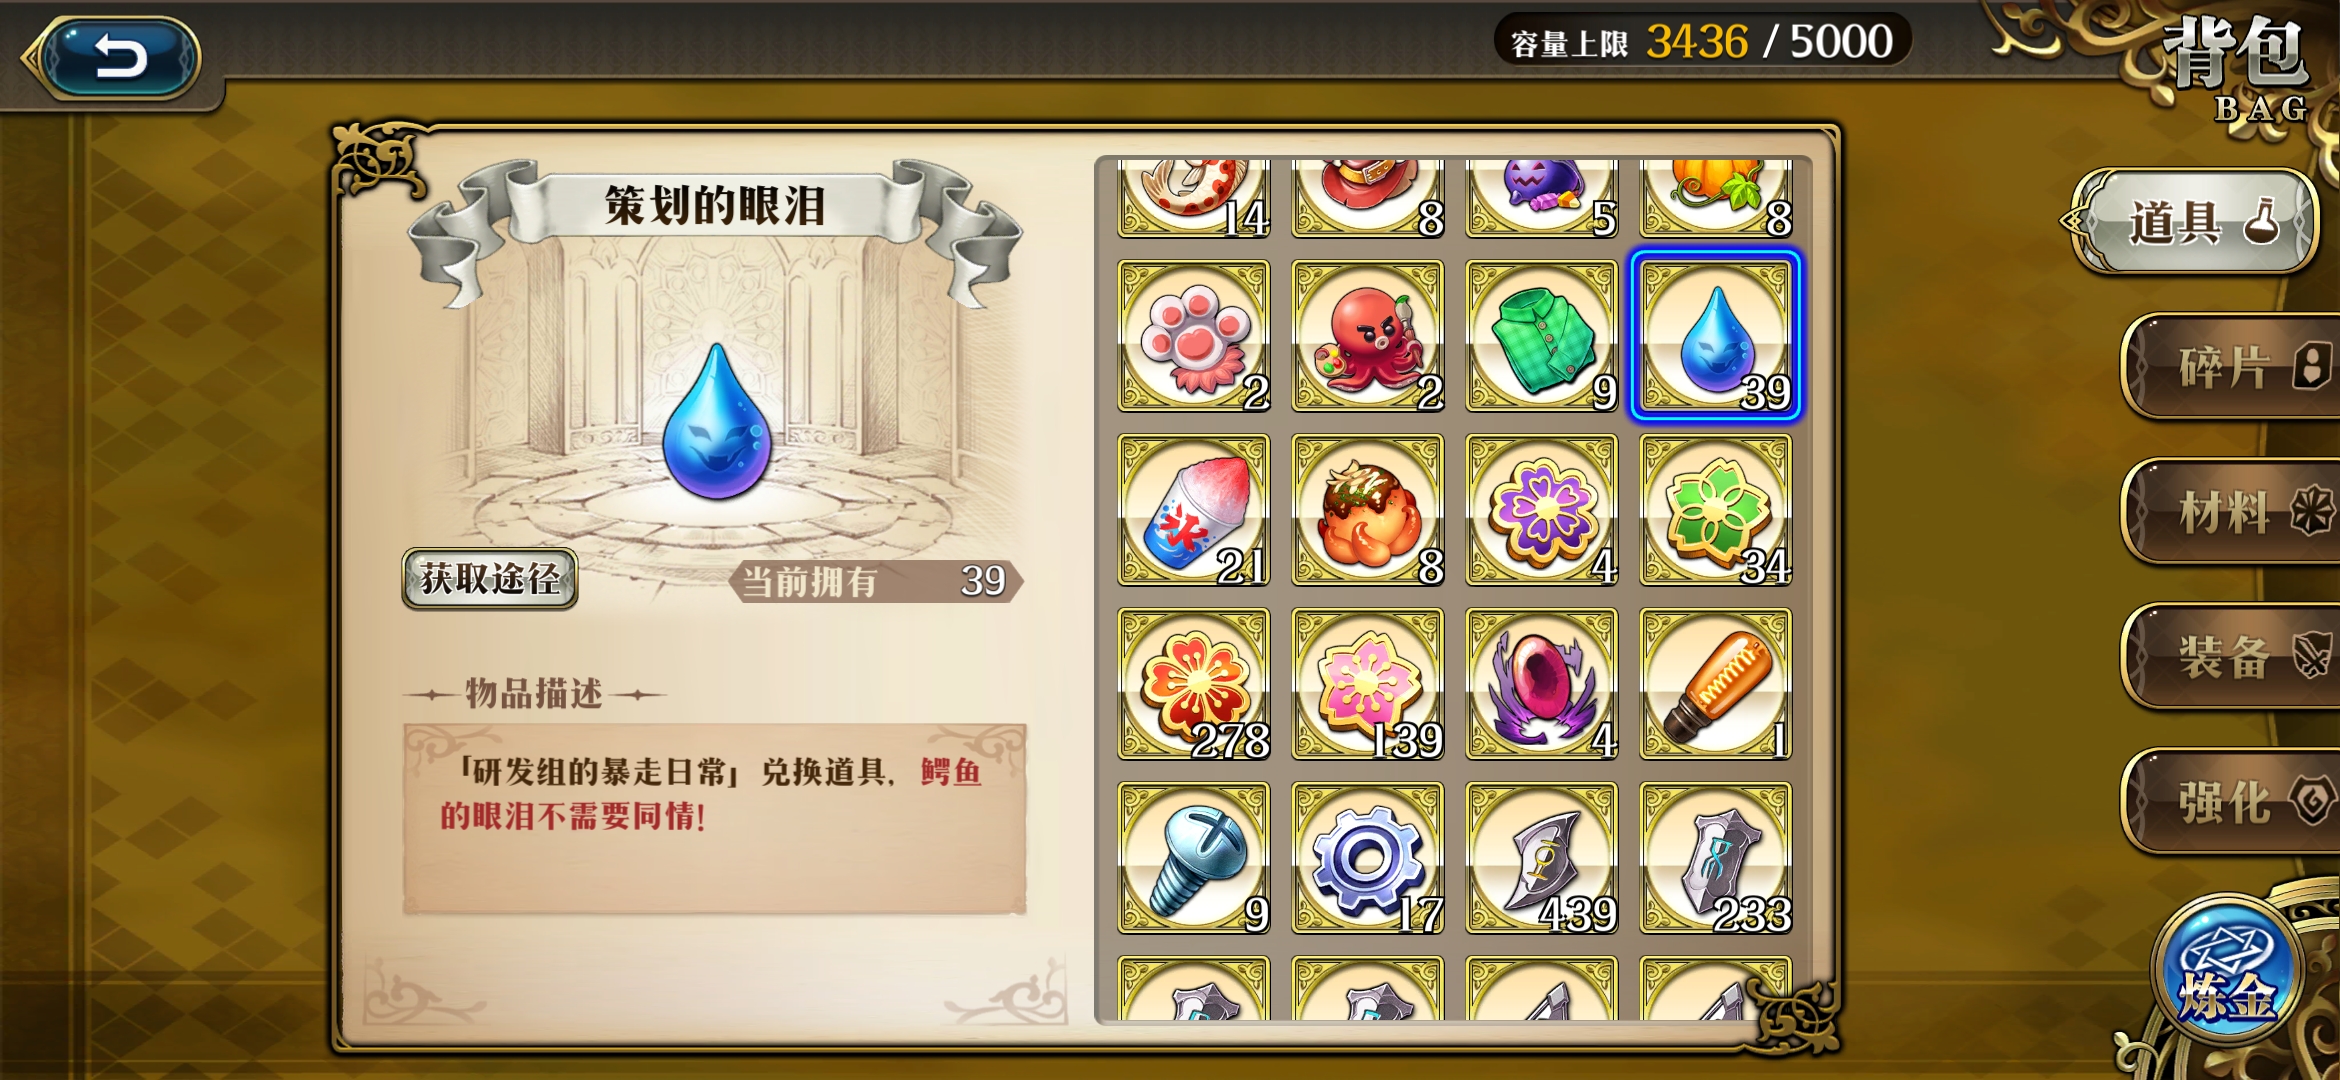 容量上限 3436 / 5000
背包
BAG
策划的眼泪
获取途径
当前拥有 39
物品描述
「研发组的暴走日常」兑换道具，鳄鱼
的眼泪不需要同情！
14 8 5 8
2 2 9 39
冰
21 8 4 34
278 139 4 1
9 17 439 233
道具
碎片
材料
装备
强化
炼金